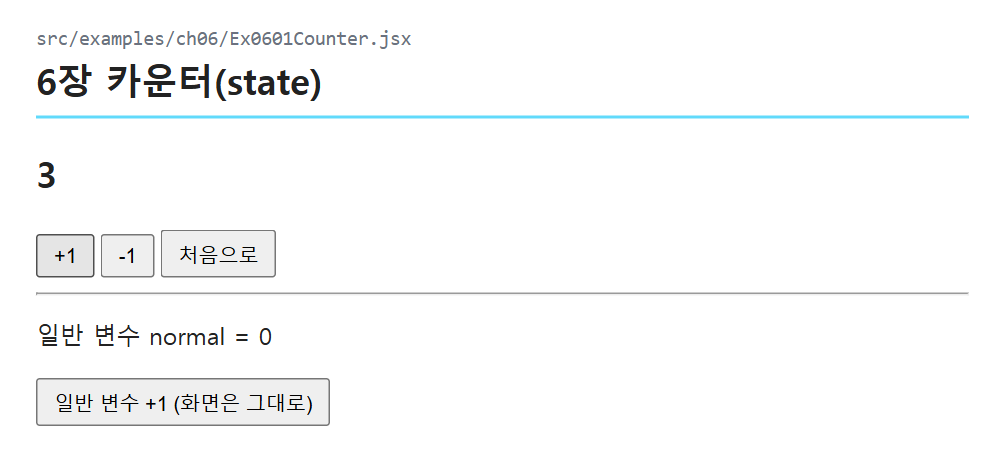 src/examples/ch06/Ex0601Counter.jsx
6장 카운터(state)
3
+1 -1 처음으로
일반 변수 normal = 0
일반 변수 +1 (화면은 그대로)